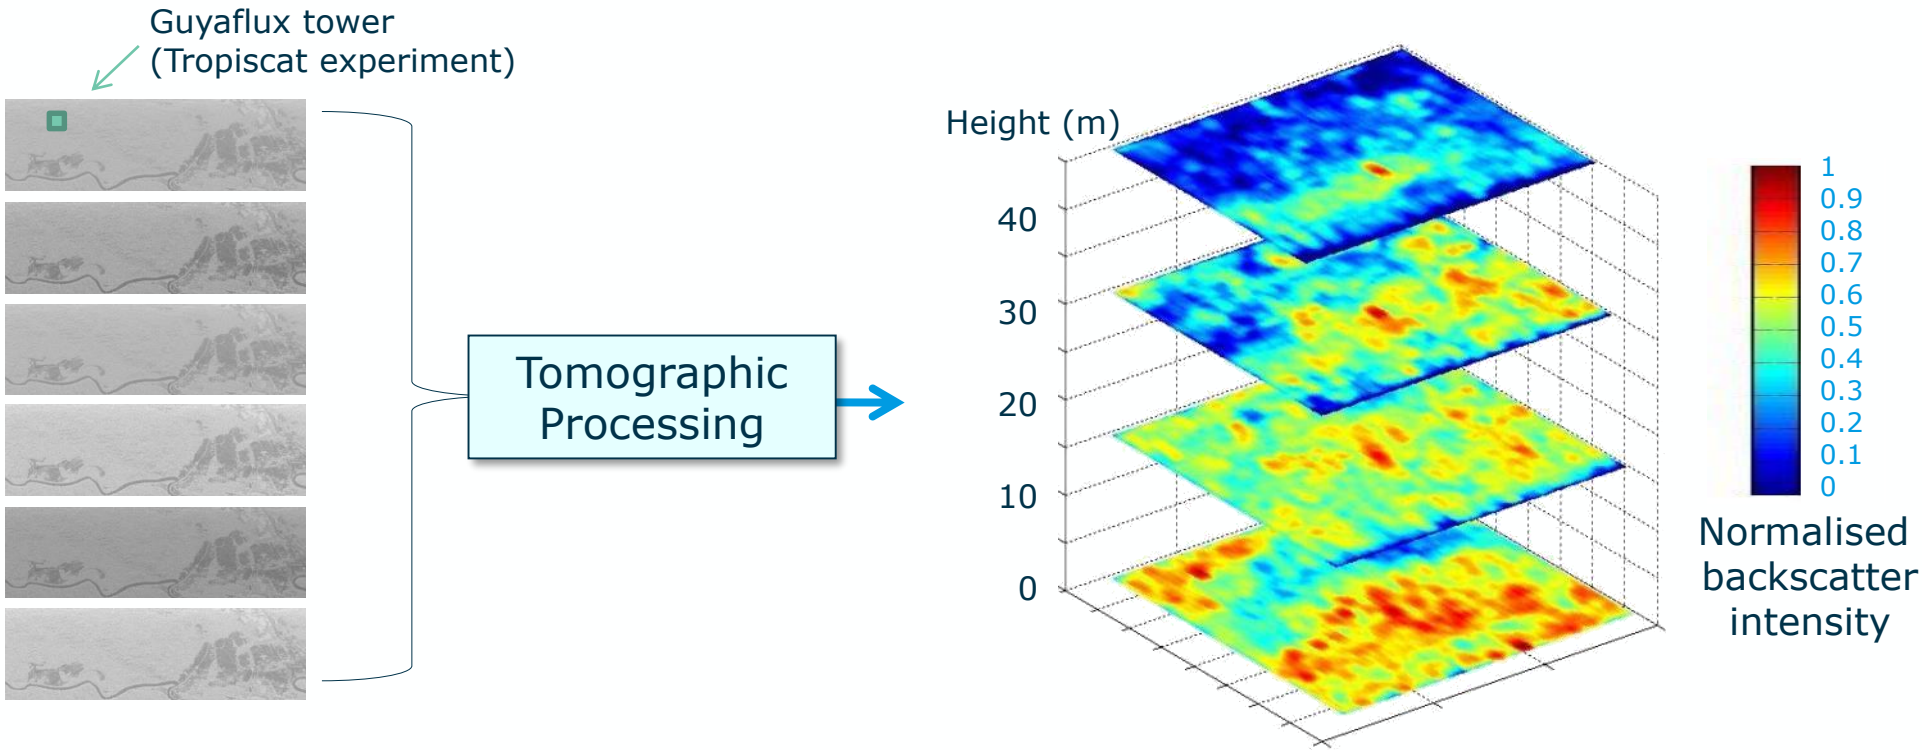 Guyaflux tower
(Tropiscat experiment)
Tomographic
Processing
Height (m)
40
30
20
10
0
1
0.9
0.8
0.7
0.6
0.5
0.4
0.3
0.2
0.1
0
Normalised
backscatter
intensity